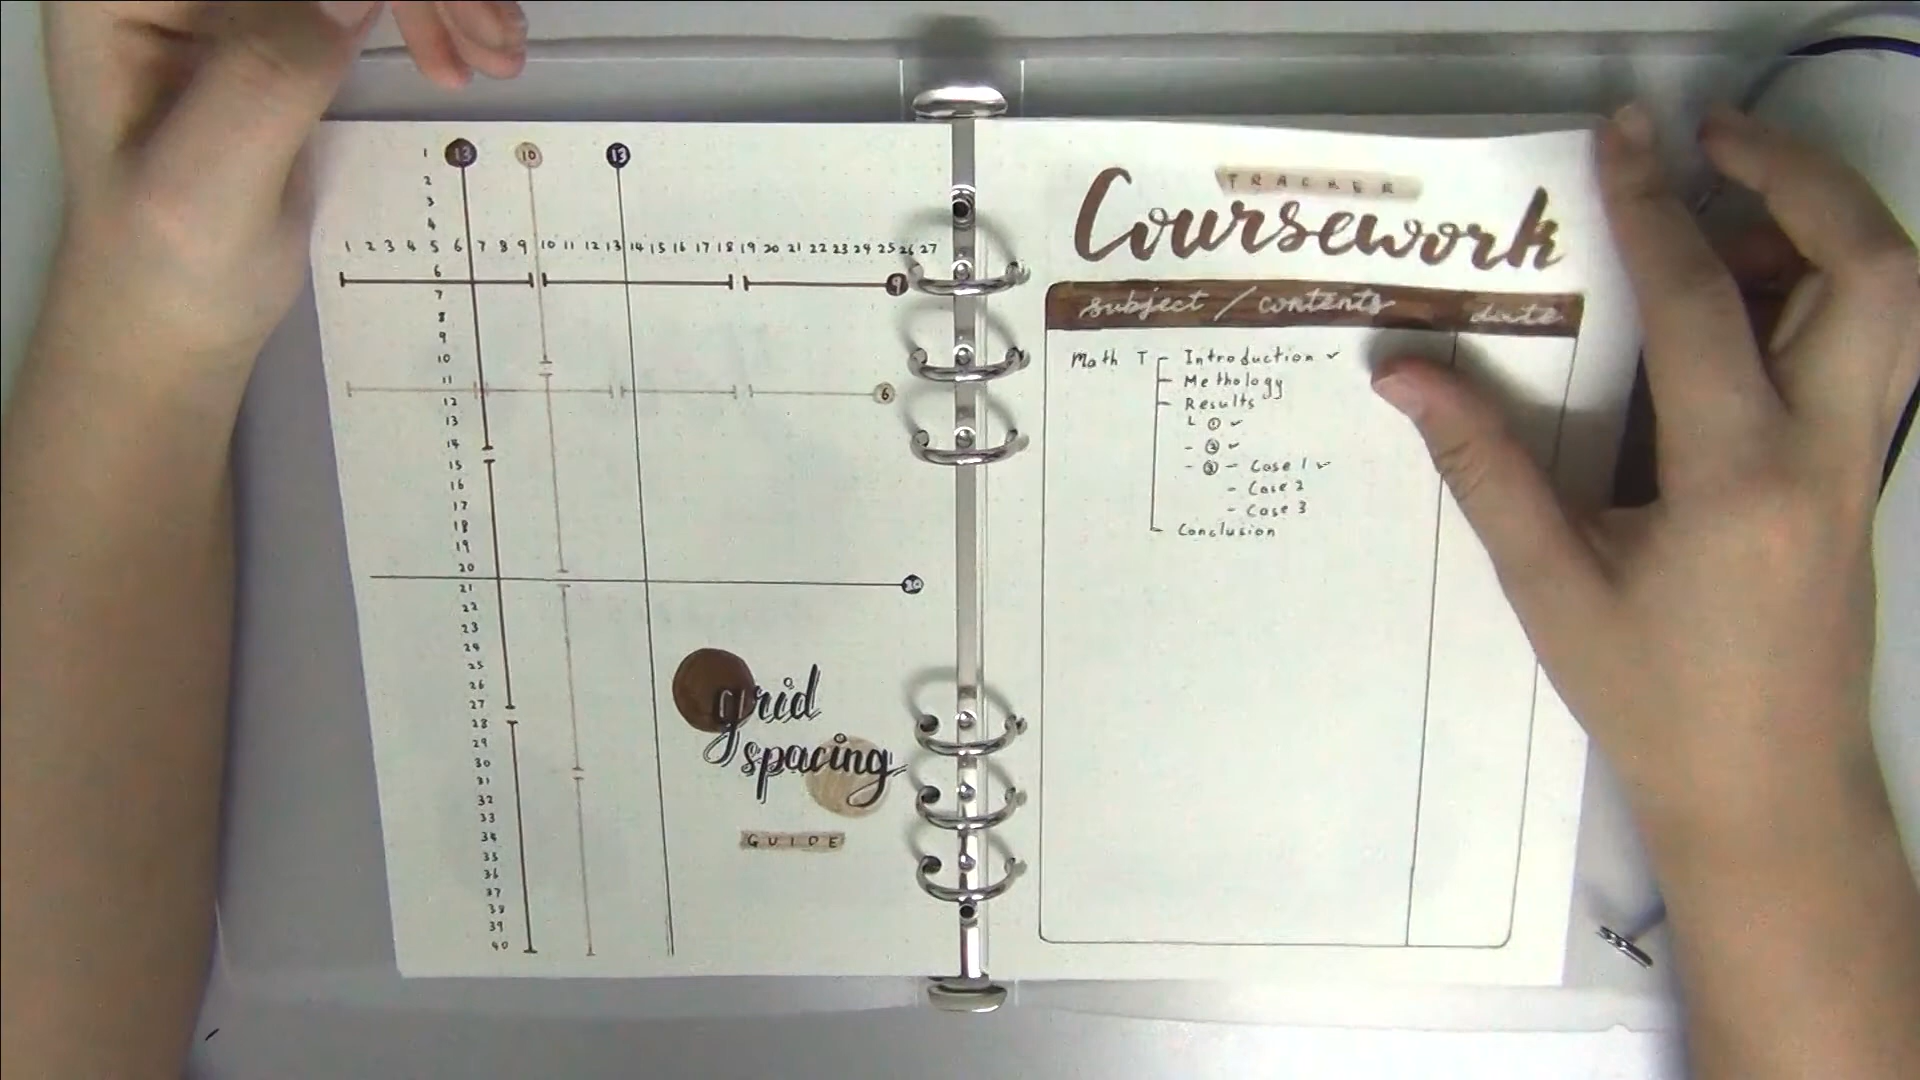 13 10 13
1
2
3
4
1 2 3 4 5 6 7 8 9 10 11 12 13 14 15 16 17 18 19 20 21 22 23 24 25 26 27
6
7 9
8
9
10
11
12 6
13
14
15
16
17
18
19
20
21 20
22
23
24
25
26
27
28
29
30
31
32
33
34
35
36
37
38
39
40
grid
spacing
GUIDE
TRACKER
Coursework
subject / contents date
Math T - Introduction ✓
- Methology
- Results
└ ① ✓
- ② ✓
- ③ - Case 1 ✓
- Case 2
- Case 3
- Conclusion